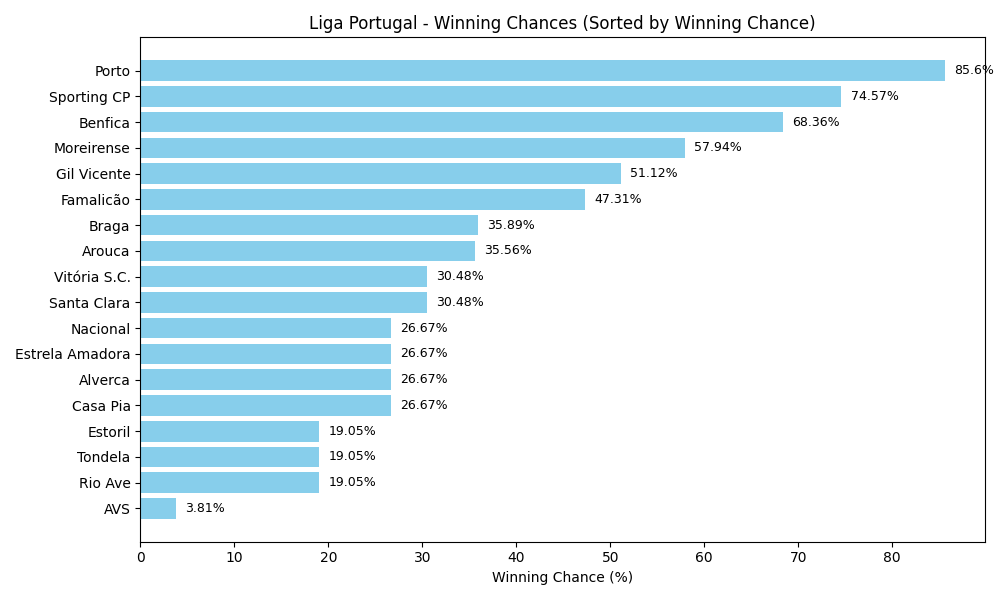 Liga Portugal - Winning Chances (Sorted by Winning Chance)
Porto 85.6%
Sporting CP 74.57%
Benfica 68.36%
Moreirense 57.94%
Gil Vicente 51.12%
Famalicão 47.31%
Braga 35.89%
Arouca 35.56%
Vitória S.C. 30.48%
Santa Clara 30.48%
Nacional 26.67%
Estrela Amadora 26.67%
Alverca 26.67%
Casa Pia 26.67%
Estoril 19.05%
Tondela 19.05%
Rio Ave 19.05%
AVS 3.81%
0 10 20 30 40 50 60 70 80
Winning Chance (%)